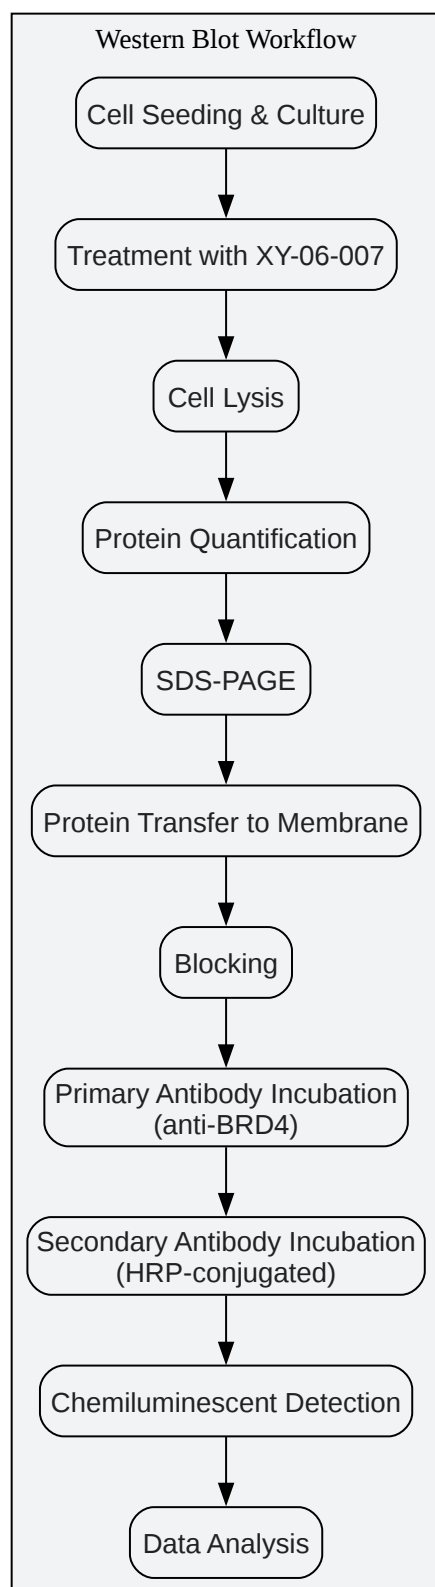 Western Blot Workflow
Cell Seeding & Culture
Treatment with XY-06-007
Cell Lysis
Protein Quantification
SDS-PAGE
Protein Transfer to Membrane
Blocking
Primary Antibody Incubation
(anti-BRD4)
Secondary Antibody Incubation
(HRP-conjugated)
Chemiluminescent Detection
Data Analysis